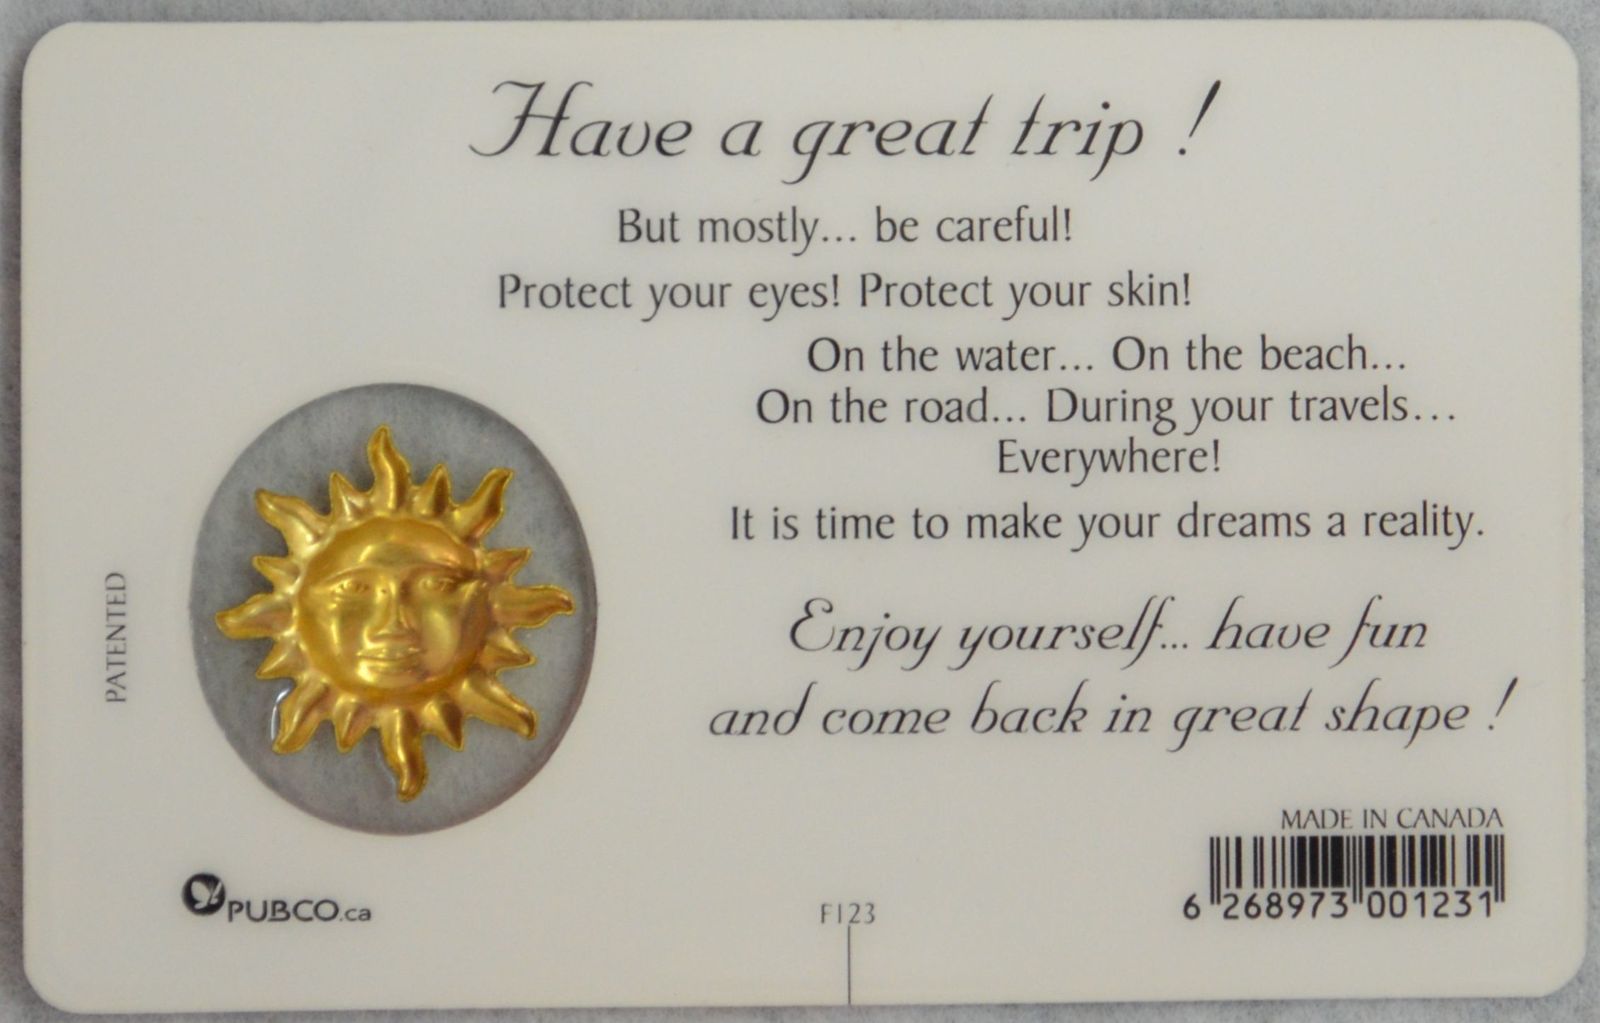 Have a great trip !
But mostly... be careful!
Protect your eyes! Protect your skin!
On the water... On the beach...
On the road... During your travels...
Everywhere!
It is time to make your dreams a reality.
Enjoy yourself... have fun
and come back in great shape !
PATENTED
MADE IN CANADA
6 268973 001231
PUBCO.ca
F123